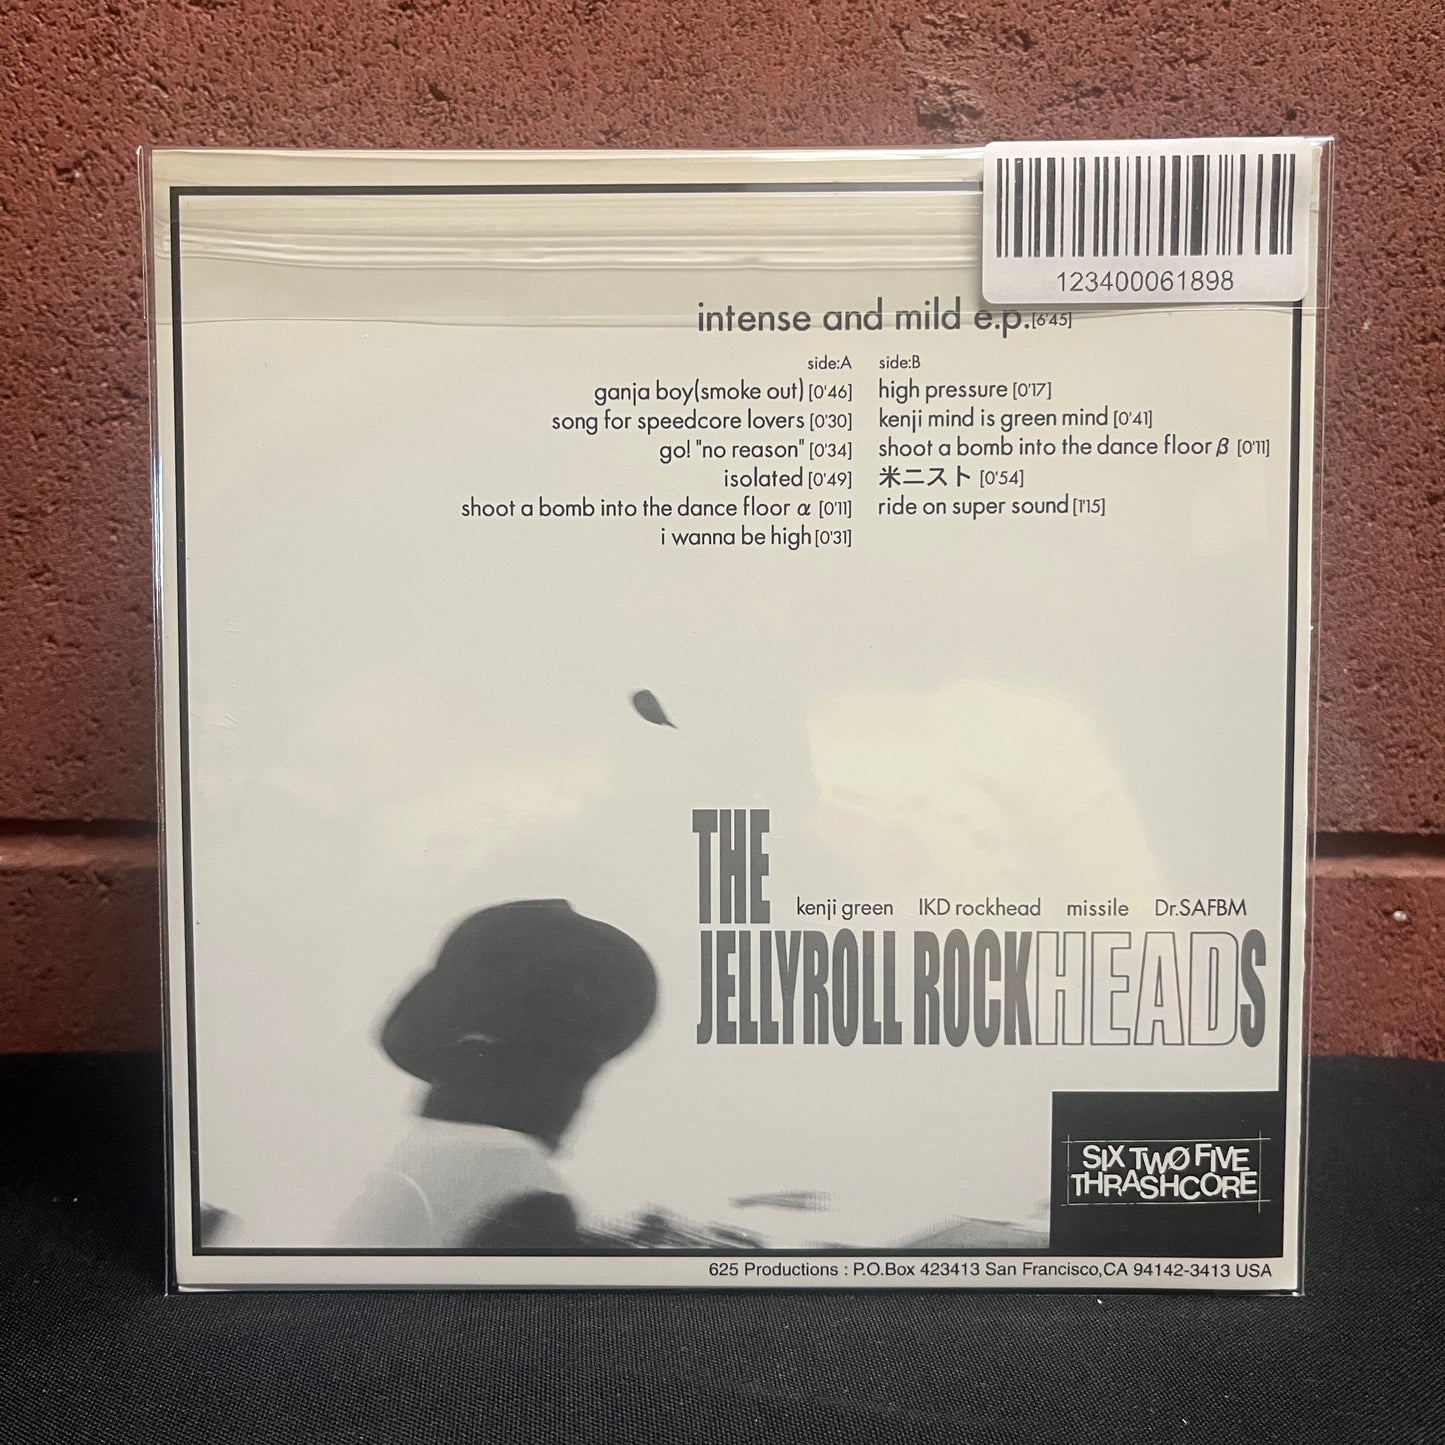 123400061898
intense and mild e.p.[6'45]
side:A
ganja boy(smoke out) [0'46]
song for speedcore lovers [0'30]
go! "no reason" [0'34]
isolated [0'49]
shoot a bomb into the dance floor α [0'11]
i wanna be high [0'31]
side:B
high pressure [0'17]
kenji mind is green mind [0'41]
shoot a bomb into the dance floor β [0'11]
米ニスト [0'54]
ride on super sound [1'15]
THE
kenji green IKD rockhead missile Dr.SAFBM
JELLYROLL ROCKHEADS
SIX TWØ FIVE
THRASHCORE
625 Productions : P.O.Box 423413 San Francisco,CA 94142-3413 USA